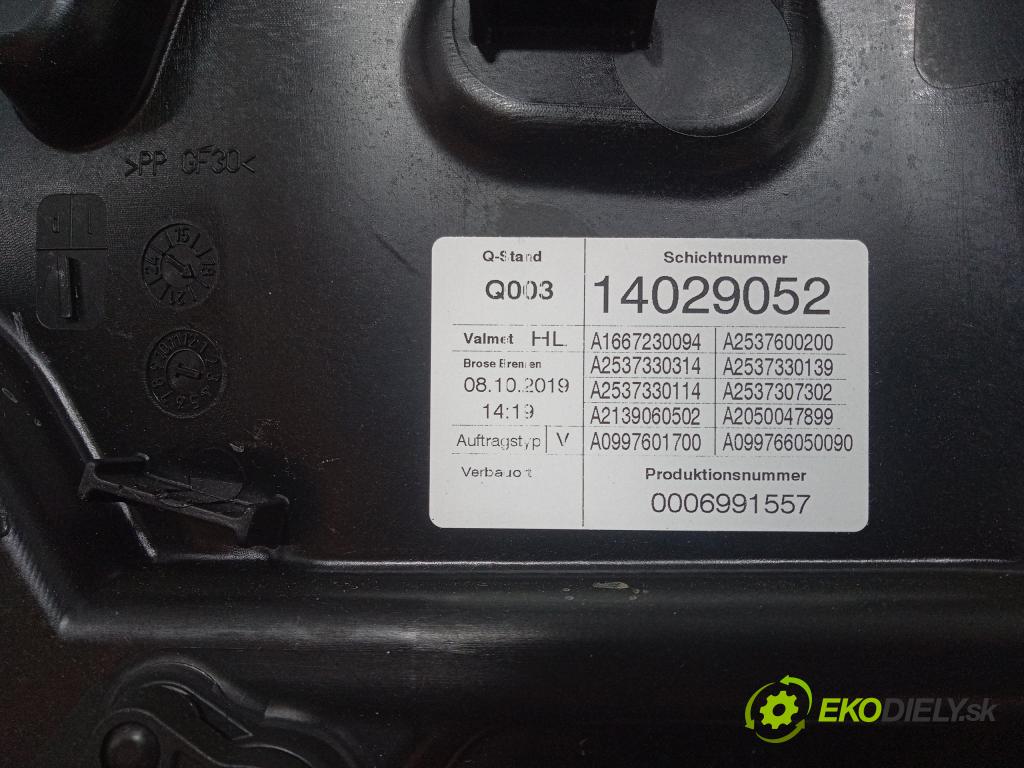 >PP GF30<
Q-Stand
Q003
Schichtnummer
14029052
Valmet HL
A1667230094 A2537600200
Brose Bremen
A2537330314 A2537330139
08.10.2019
A2537330114 A2537307302
14:19
A2139060502 A2050047899
Auftragstyp V
A0997601700 A099766050090
Verbauort
Produktionsnummer
0006991557
EKODIELY.sk